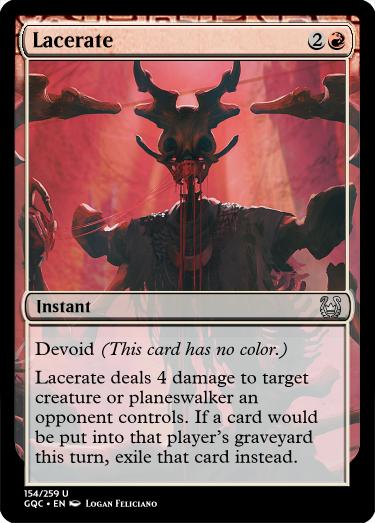 Lacerate 2
Instant
Devoid (This card has no color.)
Lacerate deals 4 damage to target
creature or planeswalker an
opponent controls. If a card would
be put into that player's graveyard
this turn, exile that card instead.
154/259 U
GQC • EN Logan Feliciano